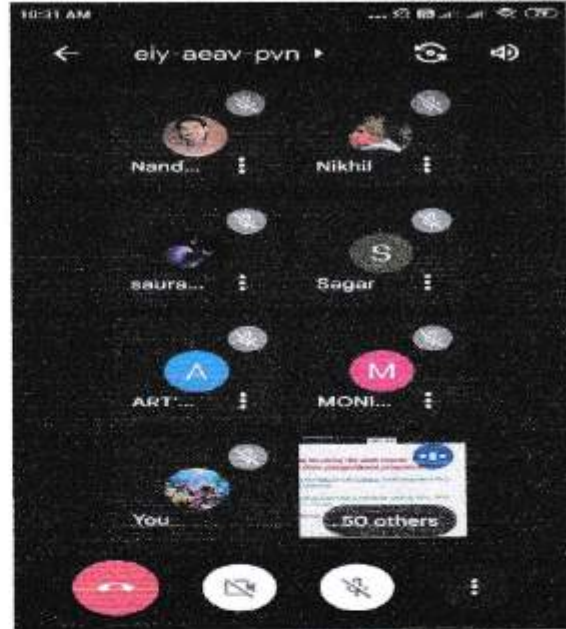 10:31 AM
eiy-aeav-pvn
Nand... Nikhil
S
saura... Sagar
A M
ART'... MONI...
You 50 others